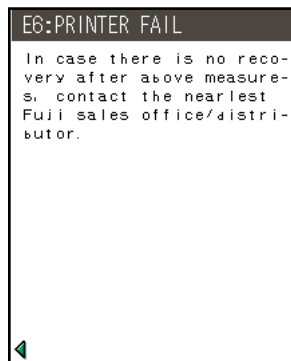 E6:PRINTER FAIL
In case there is no reco-
very after above measure-
s, contact the nearlest
Fuji sales office/distri-
butor.